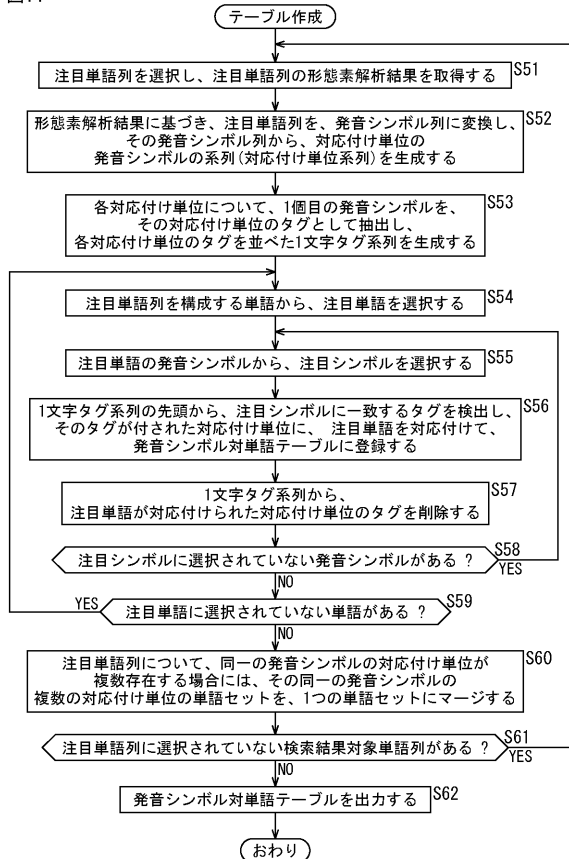 テーブル作成
注目単語列を選択し、注目単語列の形態素解析結果を取得する
S51
形態素解析結果に基づき、注目単語列を、発音シンボル列に変換し、
その発音シンボル列から、対応付け単位の
発音シンボルの系列(対応付け単位系列)を生成する
S52
各対応付け単位について、1個目の発音シンボルを、
その対応付け単位のタグとして抽出し、
各対応付け単位のタグを並べた1文字タグ系列を生成する
S53
注目単語列を構成する単語から、注目単語を選択する
S54
注目単語の発音シンボルから、注目シンボルを選択する
S55
1文字タグ系列の先頭から、注目シンボルに一致するタグを検出し、
そのタグが付された対応付け単位に、 注目単語を対応付けて、
発音シンボル対単語テーブルに登録する
S56
1文字タグ系列から、
注目単語が対応付けられた対応付け単位のタグを削除する
S57
注目シンボルに選択されていない発音シンボルがある ?
S58
YES
NO
注目単語に選択されていない単語がある ?
S59
YES
NO
注目単語列について、同一の発音シンボルの対応付け単位が
複数存在する場合には、その同一の発音シンボルの
複数の対応付け単位の単語セットを、1つの単語セットにマージする
S60
注目単語列に選択されていない検索結果対象単語列がある ?
S61
YES
NO
発音シンボル対単語テーブルを出力する
S62
おわり